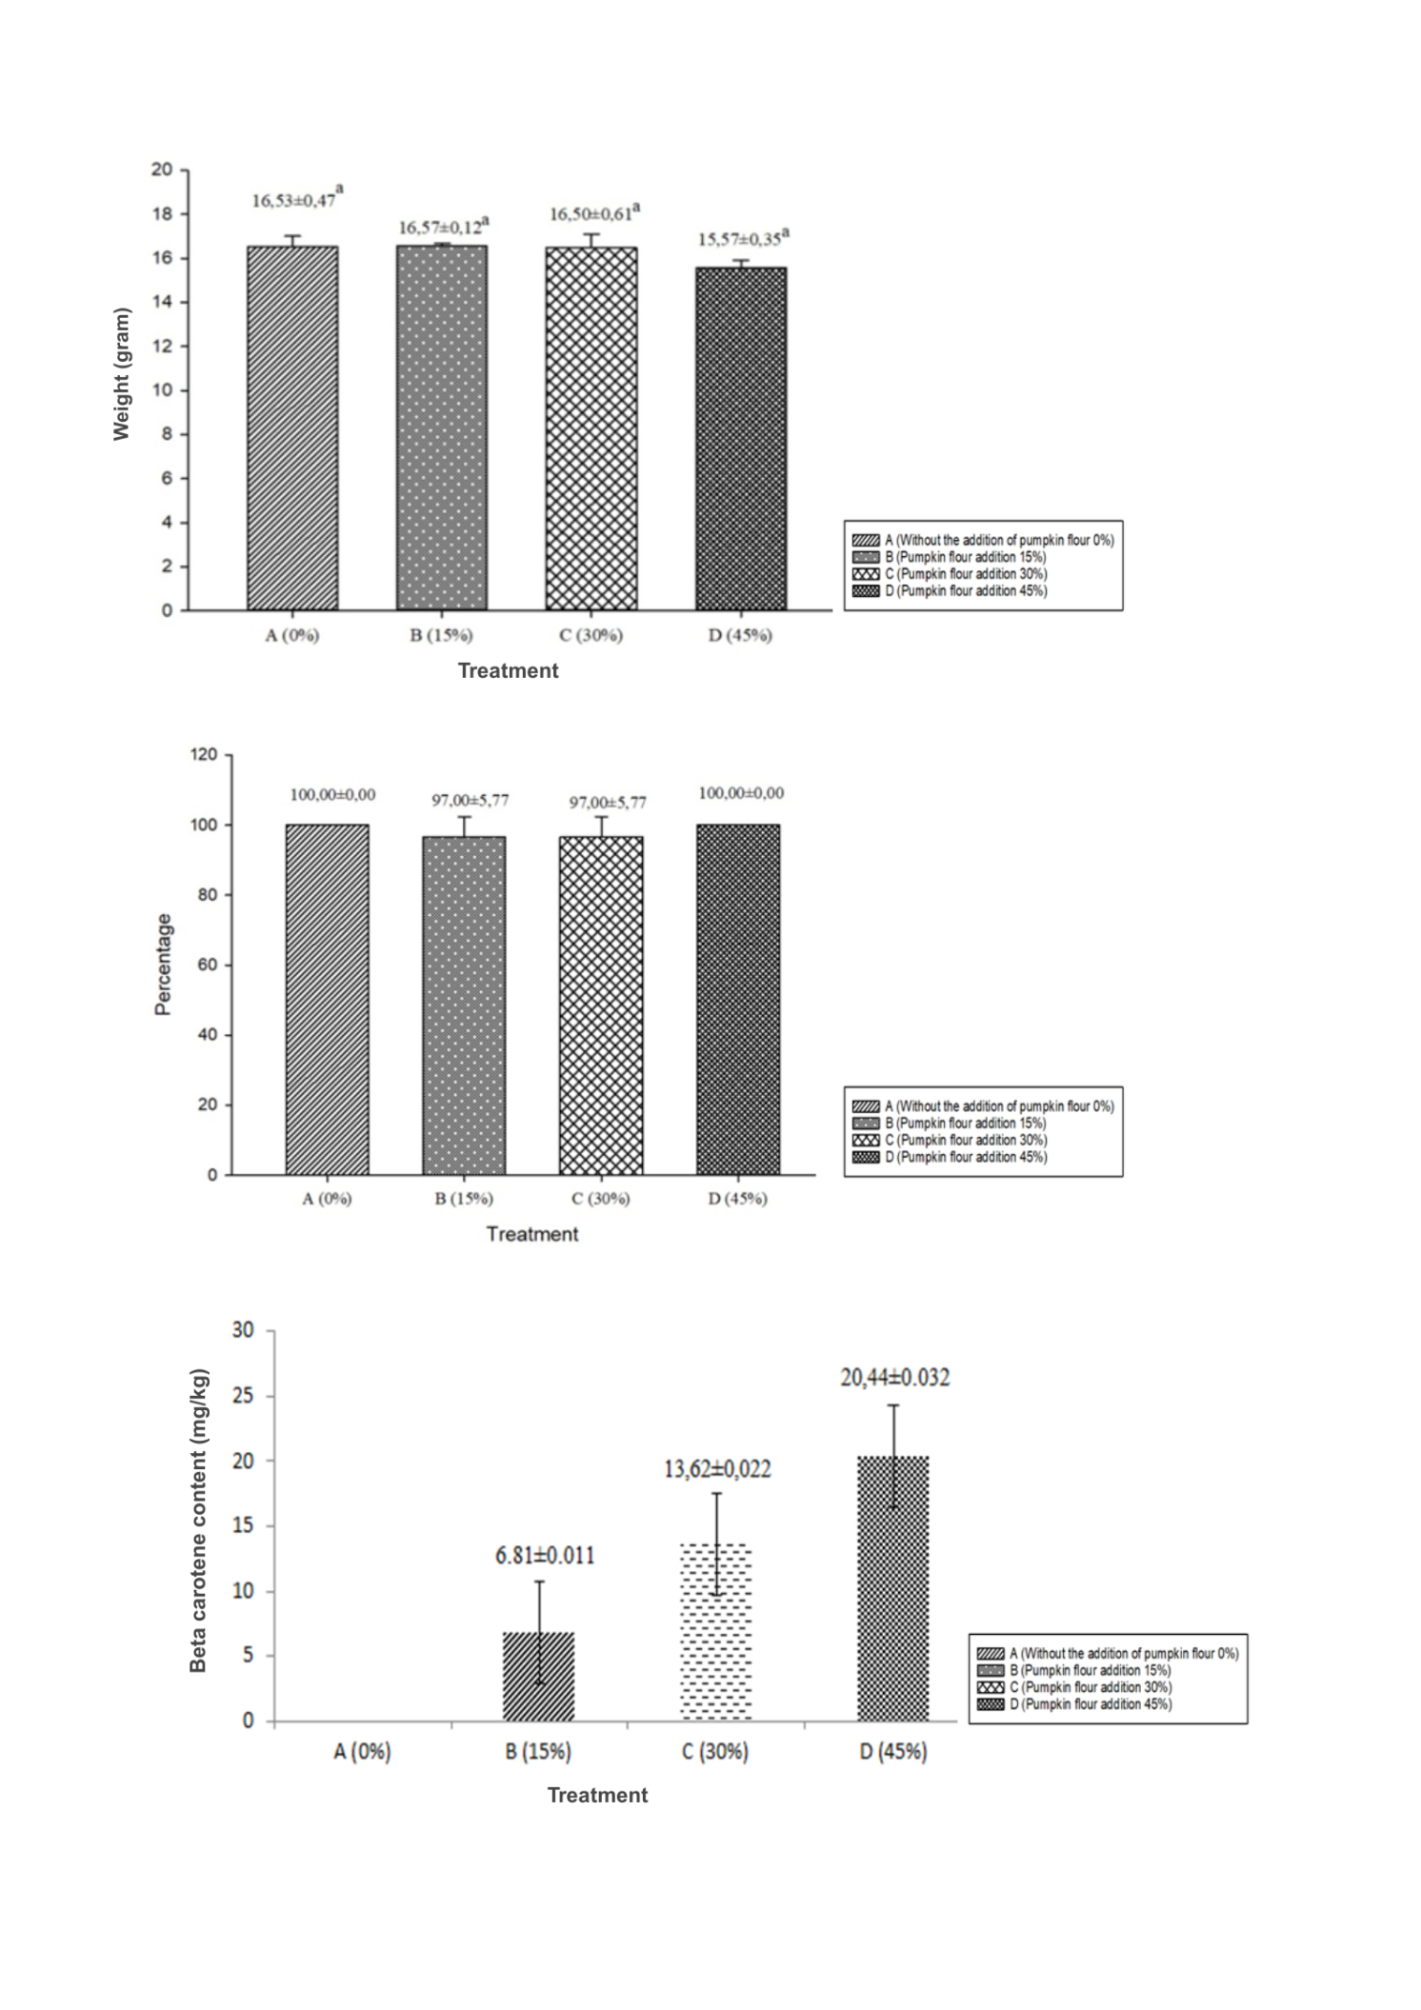 20
18
16
14
12
10
8
6
4
2
0
Weight (gram)
16,53±0,47a
16,57±0,12a
16,50±0,61a
15,57±0,35a
A (0%)
B (15%)
C (30%)
D (45%)
Treatment
A (Without the addition of pumpkin flour 0%)
B (Pumpkin flour addition 15%)
C (Pumpkin flour addition 30%)
D (Pumpkin flour addition 45%)
120
100
80
60
40
20
0
Percentage
100,00±0,00
97,00±5,77
97,00±5,77
100,00±0,00
A (0%)
B (15%)
C (30%)
D (45%)
Treatment
A (Without the addition of pumpkin flour 0%)
B (Pumpkin flour addition 15%)
C (Pumpkin flour addition 30%)
D (Pumpkin flour addition 45%)
30
25
20
15
10
5
0
Beta carotene content (mg/kg)
6.81±0.011
13,62±0,022
20,44±0.032
A (0%)
B (15%)
C (30%)
D (45%)
Treatment
A (Without the addition of pumpkin flour 0%)
B (Pumpkin flour addition 15%)
C (Pumpkin flour addition 30%)
D (Pumpkin flour addition 45%)